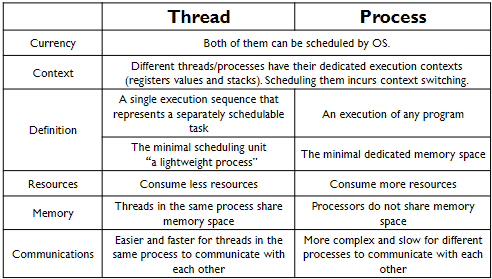 Thread Process
Currency Both of them can be scheduled by OS.
Context Different threads/processes have their dedicated execution contexts
(registers values and stacks). Scheduling them incurs context switching.
Definition
A single execution sequence that
represents a separately schedulable
task
An execution of any program
The minimal scheduling unit
“a lightweight process”
The minimal dedicated memory space
Resources Consume less resources Consume more resources
Memory
Threads in the same process share
memory space
Processors do not share memory
space
Communications
Easier and faster for threads in the
same process to communicate with
each other
More complex and slow for different
processes to communicate with each
other